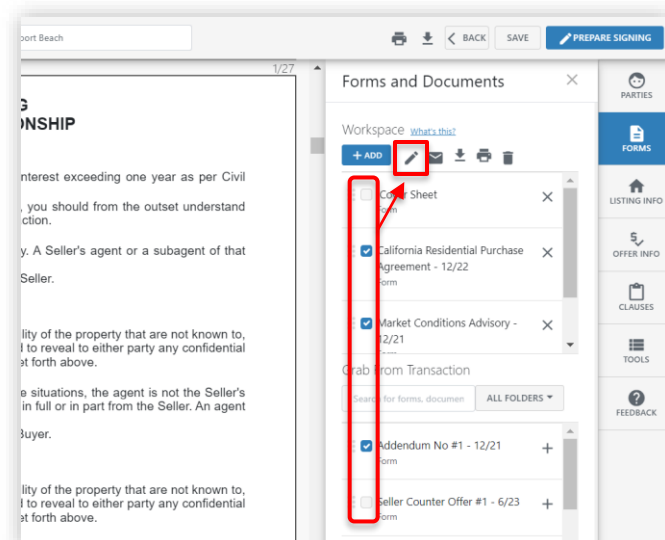 port Beach
BACK
SAVE
PREPARE SIGNING
1/27
ONSHIP
nterest exceeding one year as per Civil
, you should from the outset understand
ction.
y. A Seller's agent or a subagent of that
Seller.
lity of the property that are not known to,
to reveal to either party any confidential
et forth above.
e situations, the agent is not the Seller's
in full or in part from the Seller. An agent
Buyer.
lity of the property that are not known to,
to reveal to either party any confidential
et forth above.
Forms and Documents
Workspace What's this?
+ ADD
Cover Sheet
Form
California Residential Purchase
Agreement - 12/22
Form
Market Conditions Advisory -
12/21
Form
Grab From Transaction
Search for forms, documen
ALL FOLDERS
Addendum No #1 - 12/21
Form
Seller Counter Offer #1 - 6/23
Form
PARTIES
FORMS
LISTING INFO
OFFER INFO
CLAUSES
TOOLS
FEEDBACK